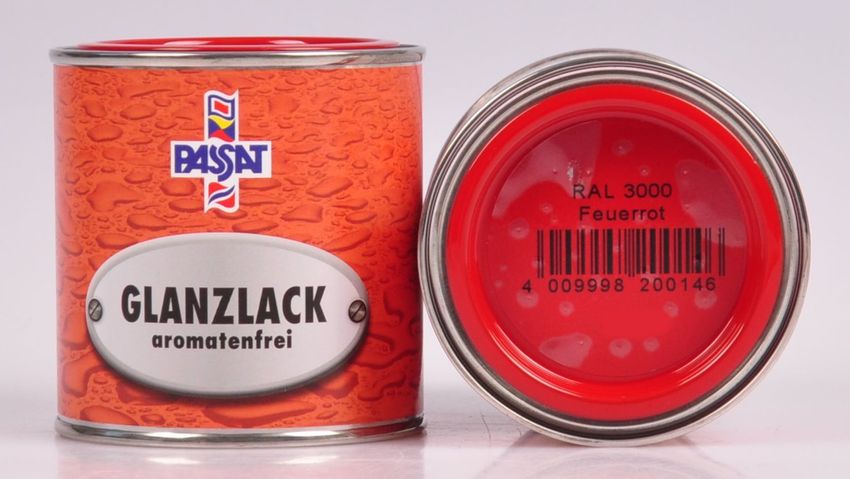 PASSAT
GLANZLACK
aromatenfrei
RAL 3000
Feuerrot
4 009998 200146